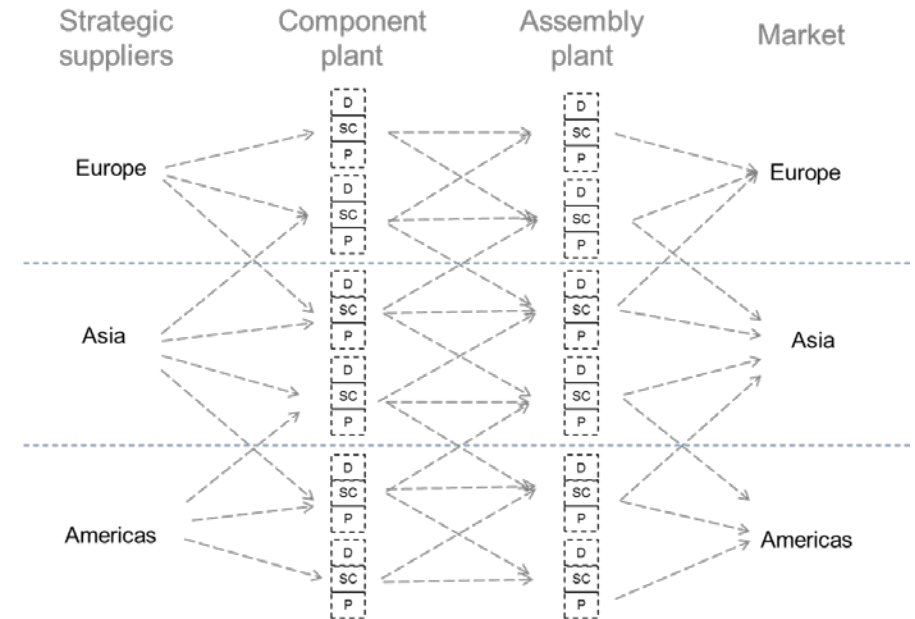 Strategic
suppliers
Component
plant
Assembly
plant
Market
Europe
D
SC
P
D
SC
P
D
SC
P
D
SC
P
Europe
Asia
D
SC
P
D
SC
P
D
SC
P
D
SC
P
Asia
Americas
D
SC
P
D
SC
P
D
SC
P
D
SC
P
Americas